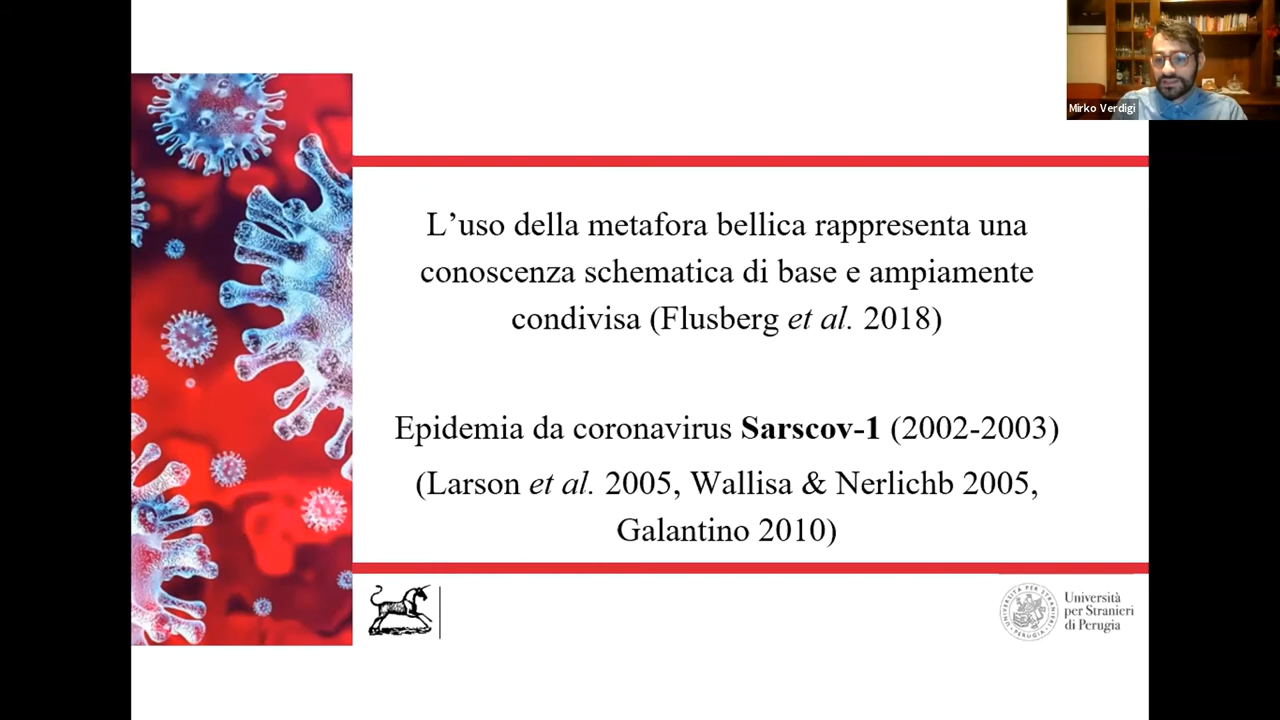 Mirko Verdigi
L’uso della metafora bellica rappresenta una
conoscenza schematica di base e ampiamente
condivisa (Flusberg et al. 2018)
Epidemia da coronavirus Sarscov-1 (2002-2003)
(Larson et al. 2005, Wallisa & Nerlichb 2005,
Galantino 2010)
Università
per Stranieri
di Perugia